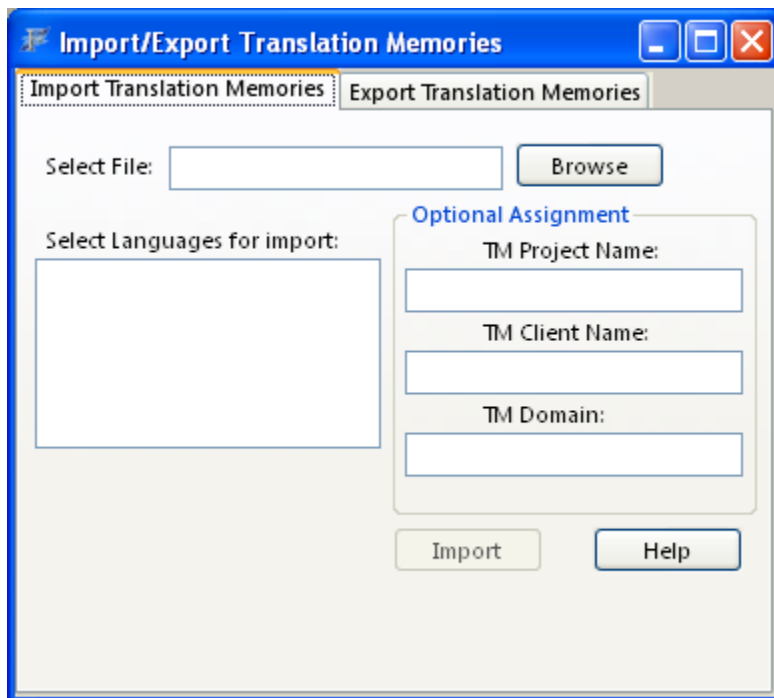 Import/Export Translation Memories
Import Translation Memories
Export Translation Memories
Select File:
Browse
Select Languages for import:
Optional Assignment
TM Project Name:
TM Client Name:
TM Domain:
Import
Help